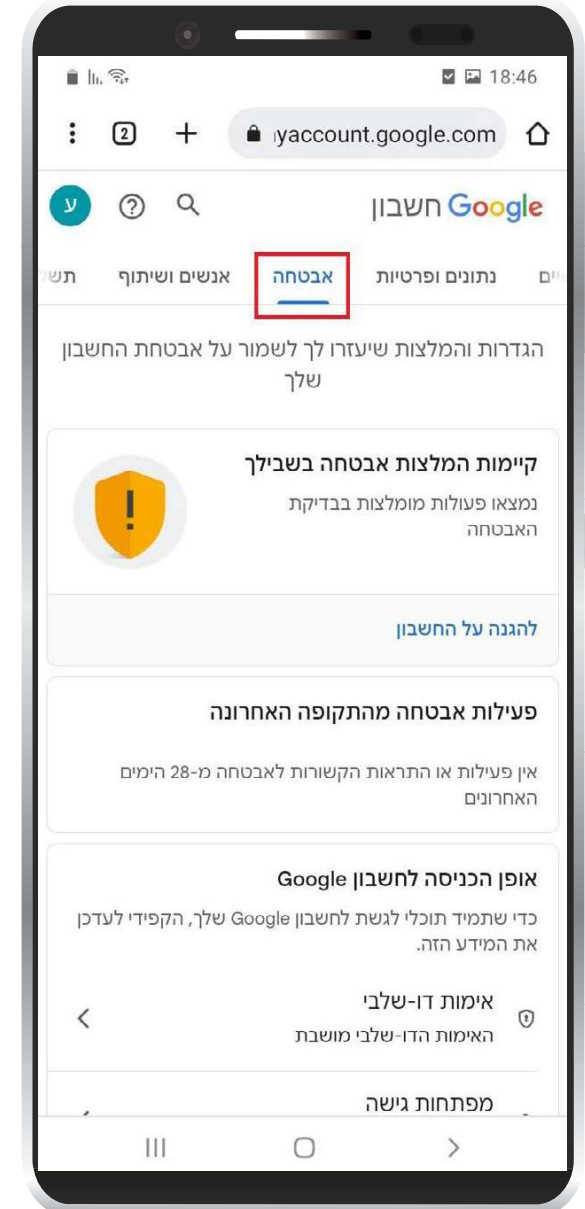 18:46
2
yaccount.google.com
חשבון Google
ע
נתונים ופרטיות אבטחה אנשים ושיתוף
הגדרות והמלצות שיעזרו לך לשמור על אבטחת החשבון
שלך
קיימות המלצות אבטחה בשבילך
נמצאו פעולות מומלצות בבדיקת
האבטחה
!
להגנה על החשבון
פעילות אבטחה מהתקופה האחרונה
אין פעילות או התראות הקשורות לאבטחה מ-28 הימים
האחרונים
אופן הכניסה לחשבון Google
כדי שתמיד תוכלי לגשת לחשבון Google שלך, הקפידי לעדכן
את המידע הזה.
אימות דו-שלבי
האימות הדו-שלבי מושבת
מפתחות גישה